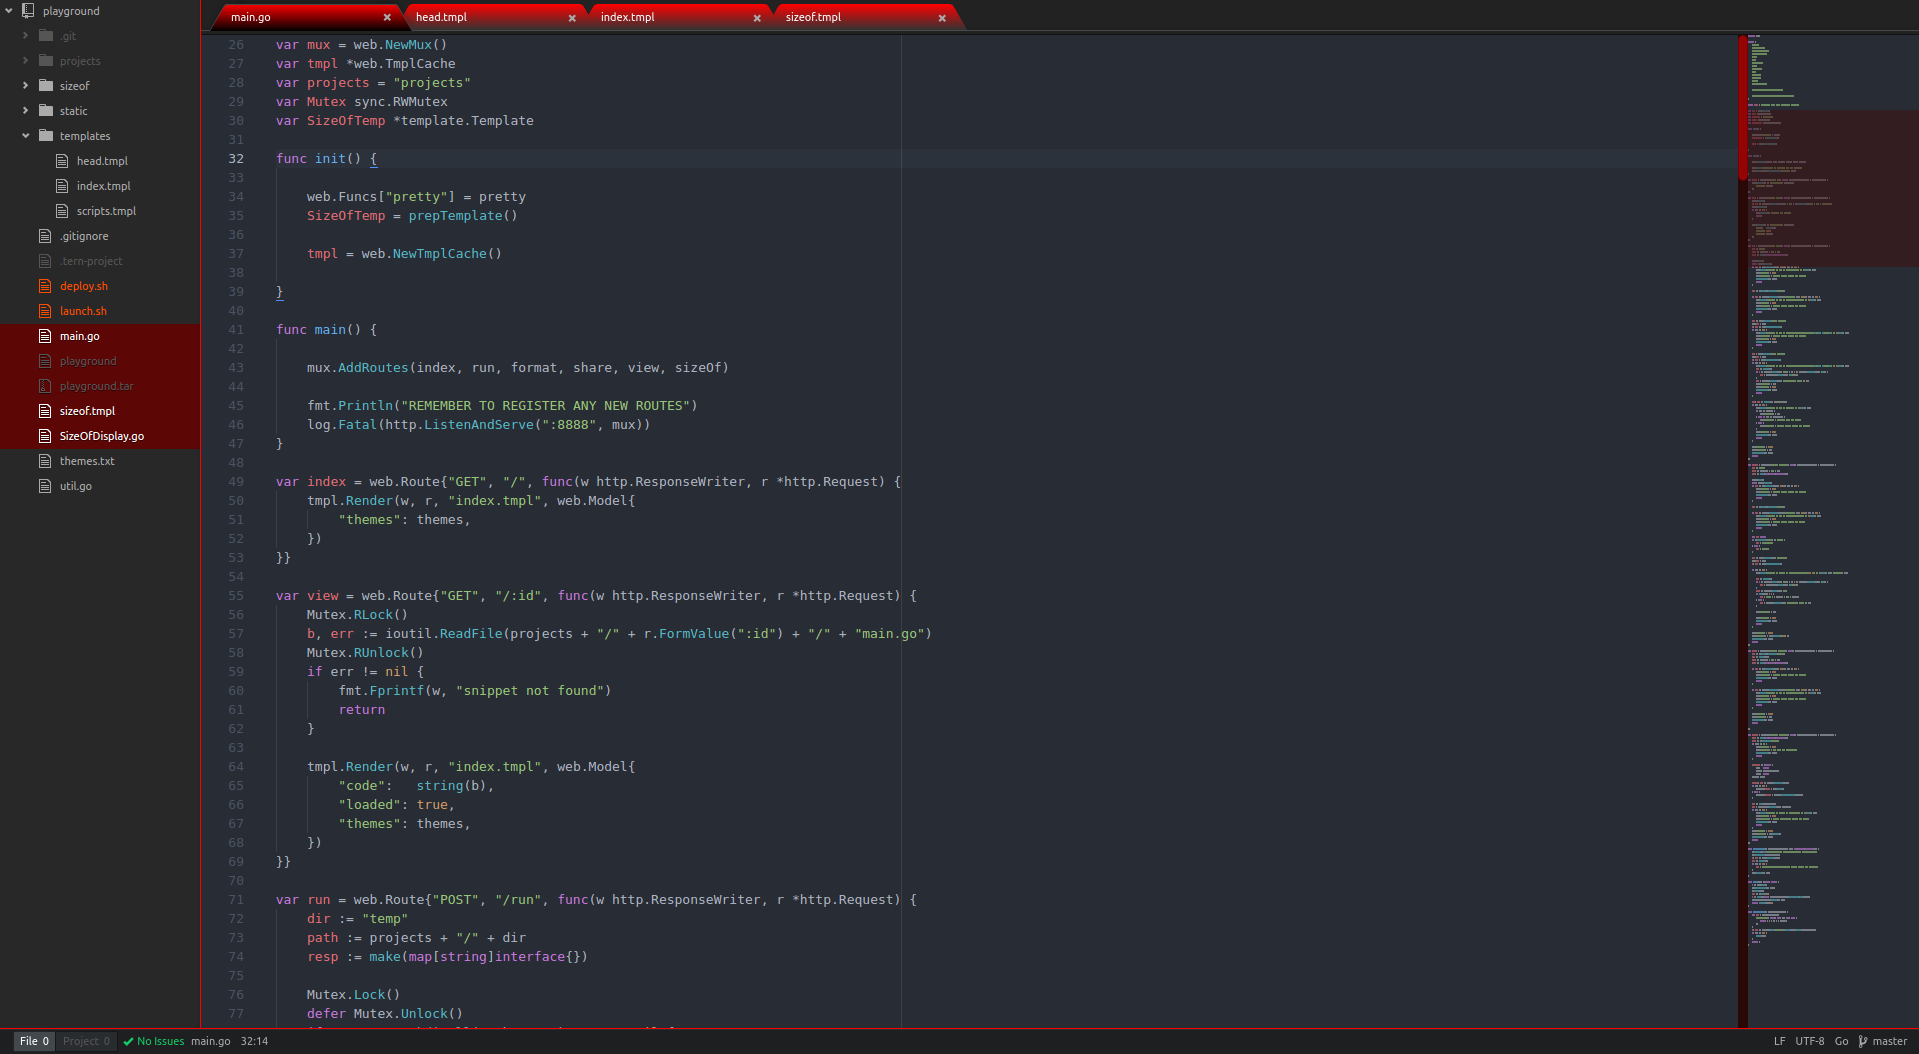 playground
.git
projects
sizeof
static
templates
head.tmpl
index.tmpl
scripts.tmpl
.gitignore
.tern-project
deploy.sh
launch.sh
main.go
playground
playground.tar
sizeof.tmpl
SizeOfDisplay.go
themes.txt
util.go
main.go × head.tmpl × index.tmpl × sizeof.tmpl ×
26 var mux = web.NewMux()
27 var tmpl *web.TmplCache
28 var projects = "projects"
29 var Mutex sync.RWMutex
30 var SizeOfTemp *template.Template
31
32 func init() {
33
34     web.Funcs["pretty"] = pretty
35     SizeOfTemp = prepTemplate()
36
37     tmpl = web.NewTmplCache()
38
39 }
40
41 func main() {
42
43     mux.AddRoutes(index, run, format, share, view, sizeOf)
44
45     fmt.Println("REMEMBER TO REGISTER ANY NEW ROUTES")
46     log.Fatal(http.ListenAndServe(":8888", mux))
47 }
48
49 var index = web.Route{"GET", "/", func(w http.ResponseWriter, r *http.Request) {
50     tmpl.Render(w, r, "index.tmpl", web.Model{
51         "themes": themes,
52     })
53 }}
54
55 var view = web.Route{"GET", "/:id", func(w http.ResponseWriter, r *http.Request) {
56     Mutex.RLock()
57     b, err := ioutil.ReadFile(projects + "/" + r.FormValue(":id") + "/" + "main.go")
58     Mutex.RUnlock()
59     if err != nil {
60         fmt.Fprintf(w, "snippet not found")
61         return
62     }
63
64     tmpl.Render(w, r, "index.tmpl", web.Model{
65         "code":   string(b),
66         "loaded": true,
67         "themes": themes,
68     })
69 }}
70
71 var run = web.Route{"POST", "/run", func(w http.ResponseWriter, r *http.Request) {
72     dir := "temp"
73     path := projects + "/" + dir
74     resp := make(map[string]interface{})
75
76     Mutex.Lock()
77     defer Mutex.Unlock()
File 0 Project 0 No Issues main.go 32:14 LF UTF-8 Go master